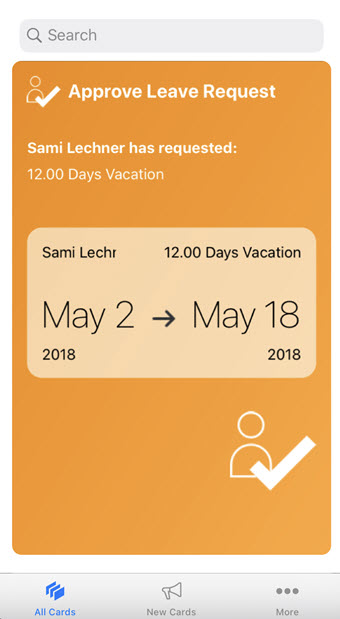 Search
Approve Leave Request
Sami Lechner has requested:
12.00 Days Vacation
Sami Lechr 12.00 Days Vacation
May 2 → May 18
2018 2018
All Cards New Cards More